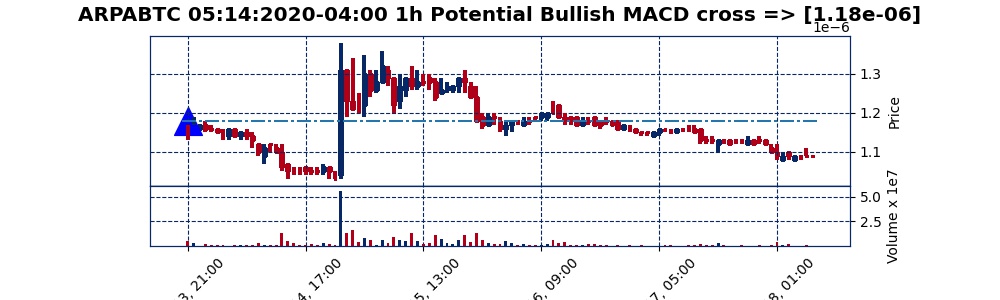 ARPABTC 05:14:2020-04:00 1h Potential Bullish MACD cross => [1.18e-06]
1e−6
1.3
1.2
1.1
Price
5.0
2.5
Volume x 1e7
3, 21:00
4, 17:00
5, 13:00
6, 09:00
7, 05:00
8, 01:00